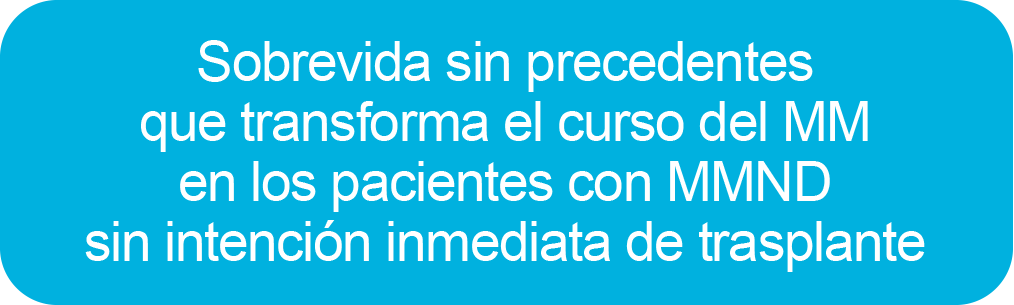 Sobrevida sin precedentes
que transforma el curso del MM
en los pacientes con MMND
sin intención inmediata de trasplante